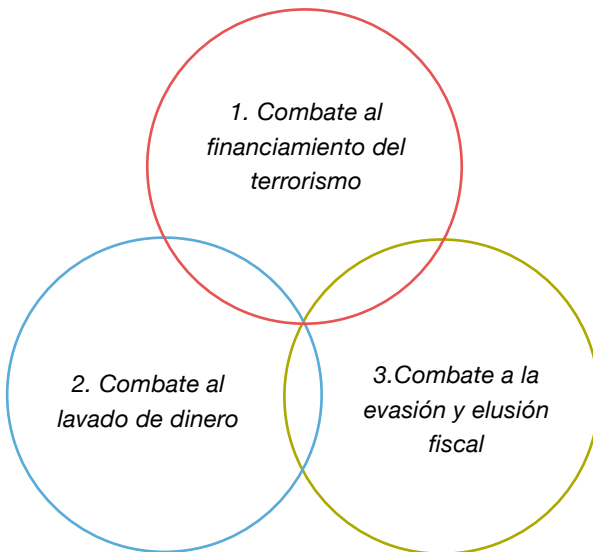 1. Combate al
financiamiento del
terrorismo
2. Combate al
lavado de dinero
3.Combate a la
evasión y elusión
fiscal